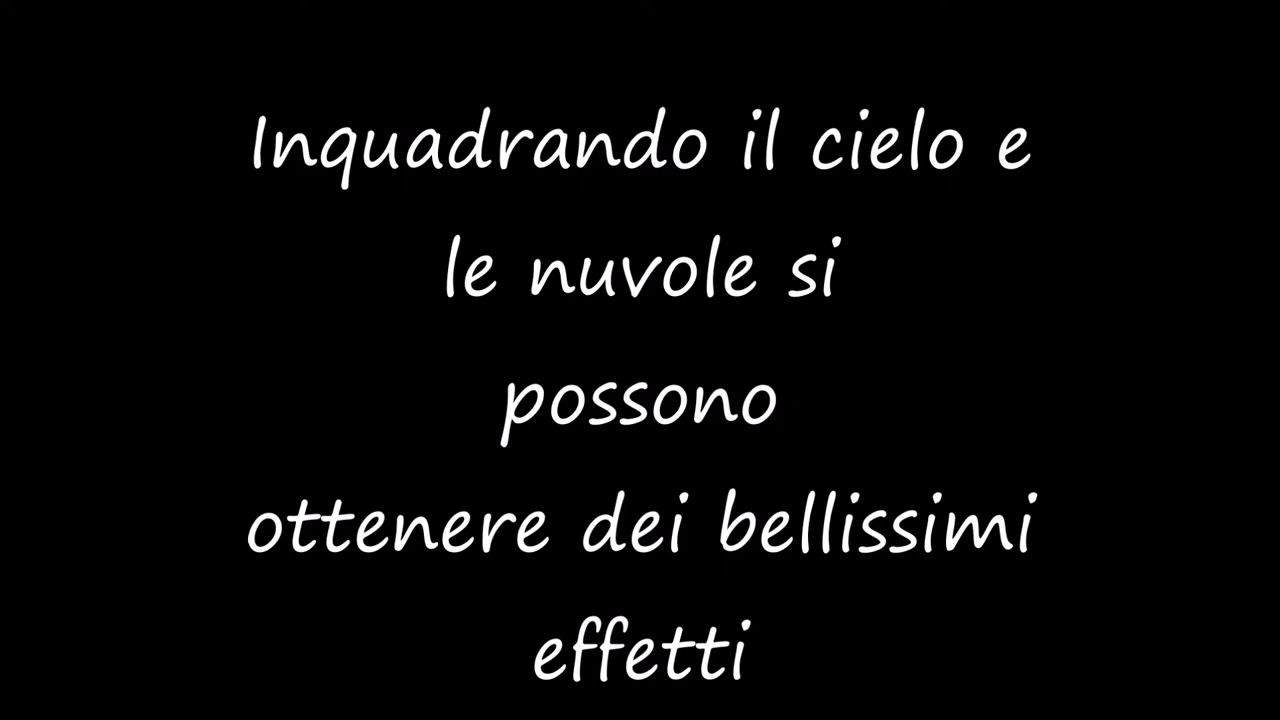 Inquadrando il cielo e
le nuvole si
possono
ottenere dei bellissimi
effetti